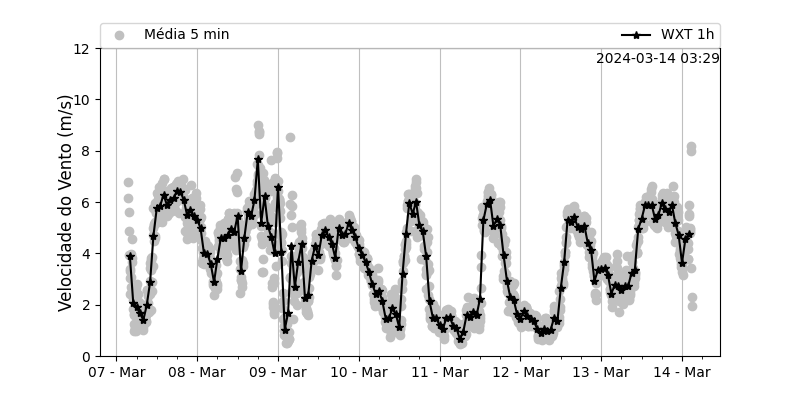 Média 5 min
WXT 1h
2024-03-14 03:29
Velocidade do Vento (m/s)
12
10
8
6
4
2
0
07 - Mar 08 - Mar 09 - Mar 10 - Mar 11 - Mar 12 - Mar 13 - Mar 14 - Mar